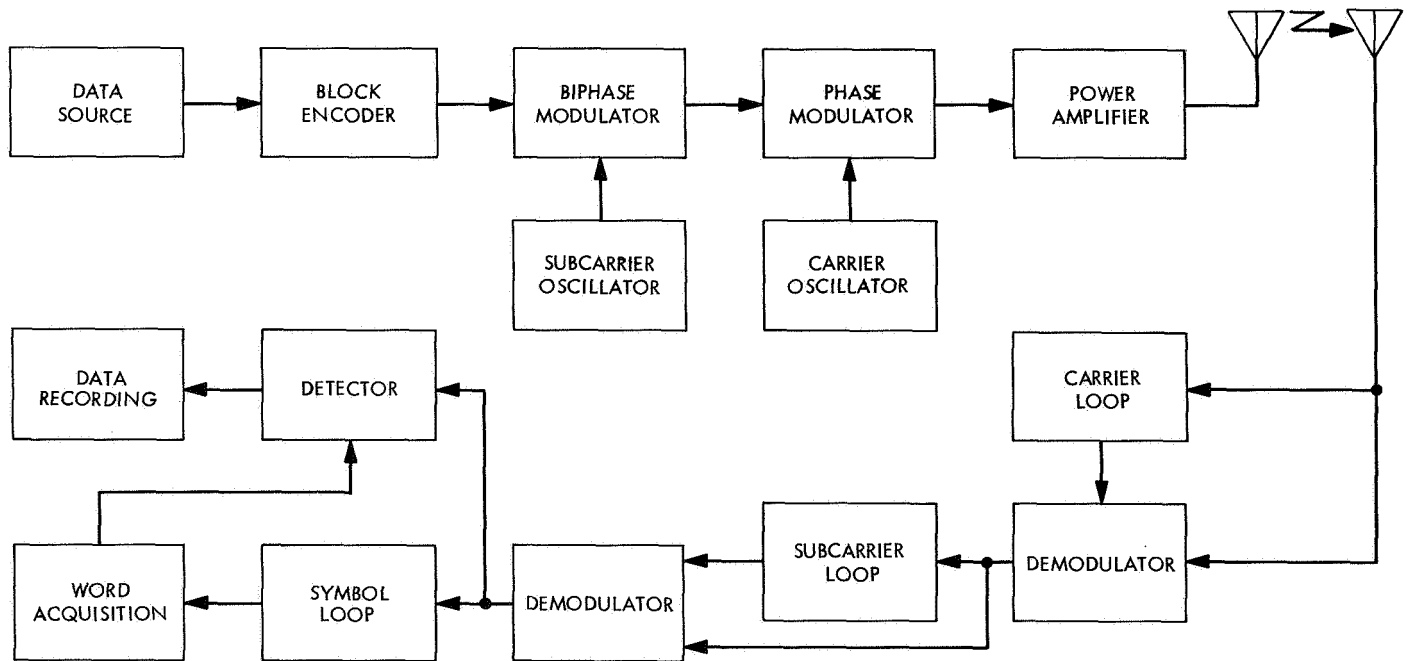 DATA
SOURCE
BLOCK
ENCODER
BIPHASE
MODULATOR
PHASE
MODULATOR
POWER
AMPLIFIER
SUBCARRIER
OSCILLATOR
CARRIER
OSCILLATOR
DATA
RECORDING
DETECTOR
CARRIER
LOOP
WORD
ACQUISITION
SYMBOL
LOOP
DEMODULATOR
SUBCARRIER
LOOP
DEMODULATOR